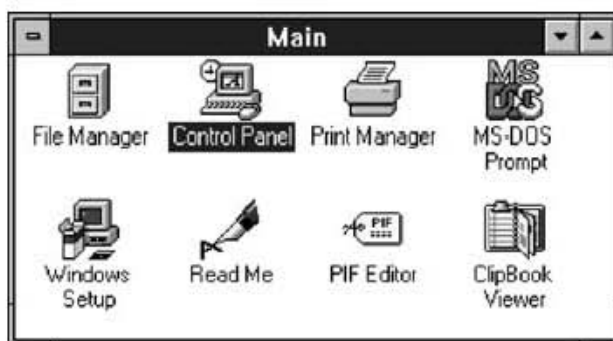 Main
File Manager
Control Panel
Print Manager
MS-DOS
Prompt
Windows
Setup
Read Me
PIF Editor
ClipBook
Viewer
MS
DOS
PIF